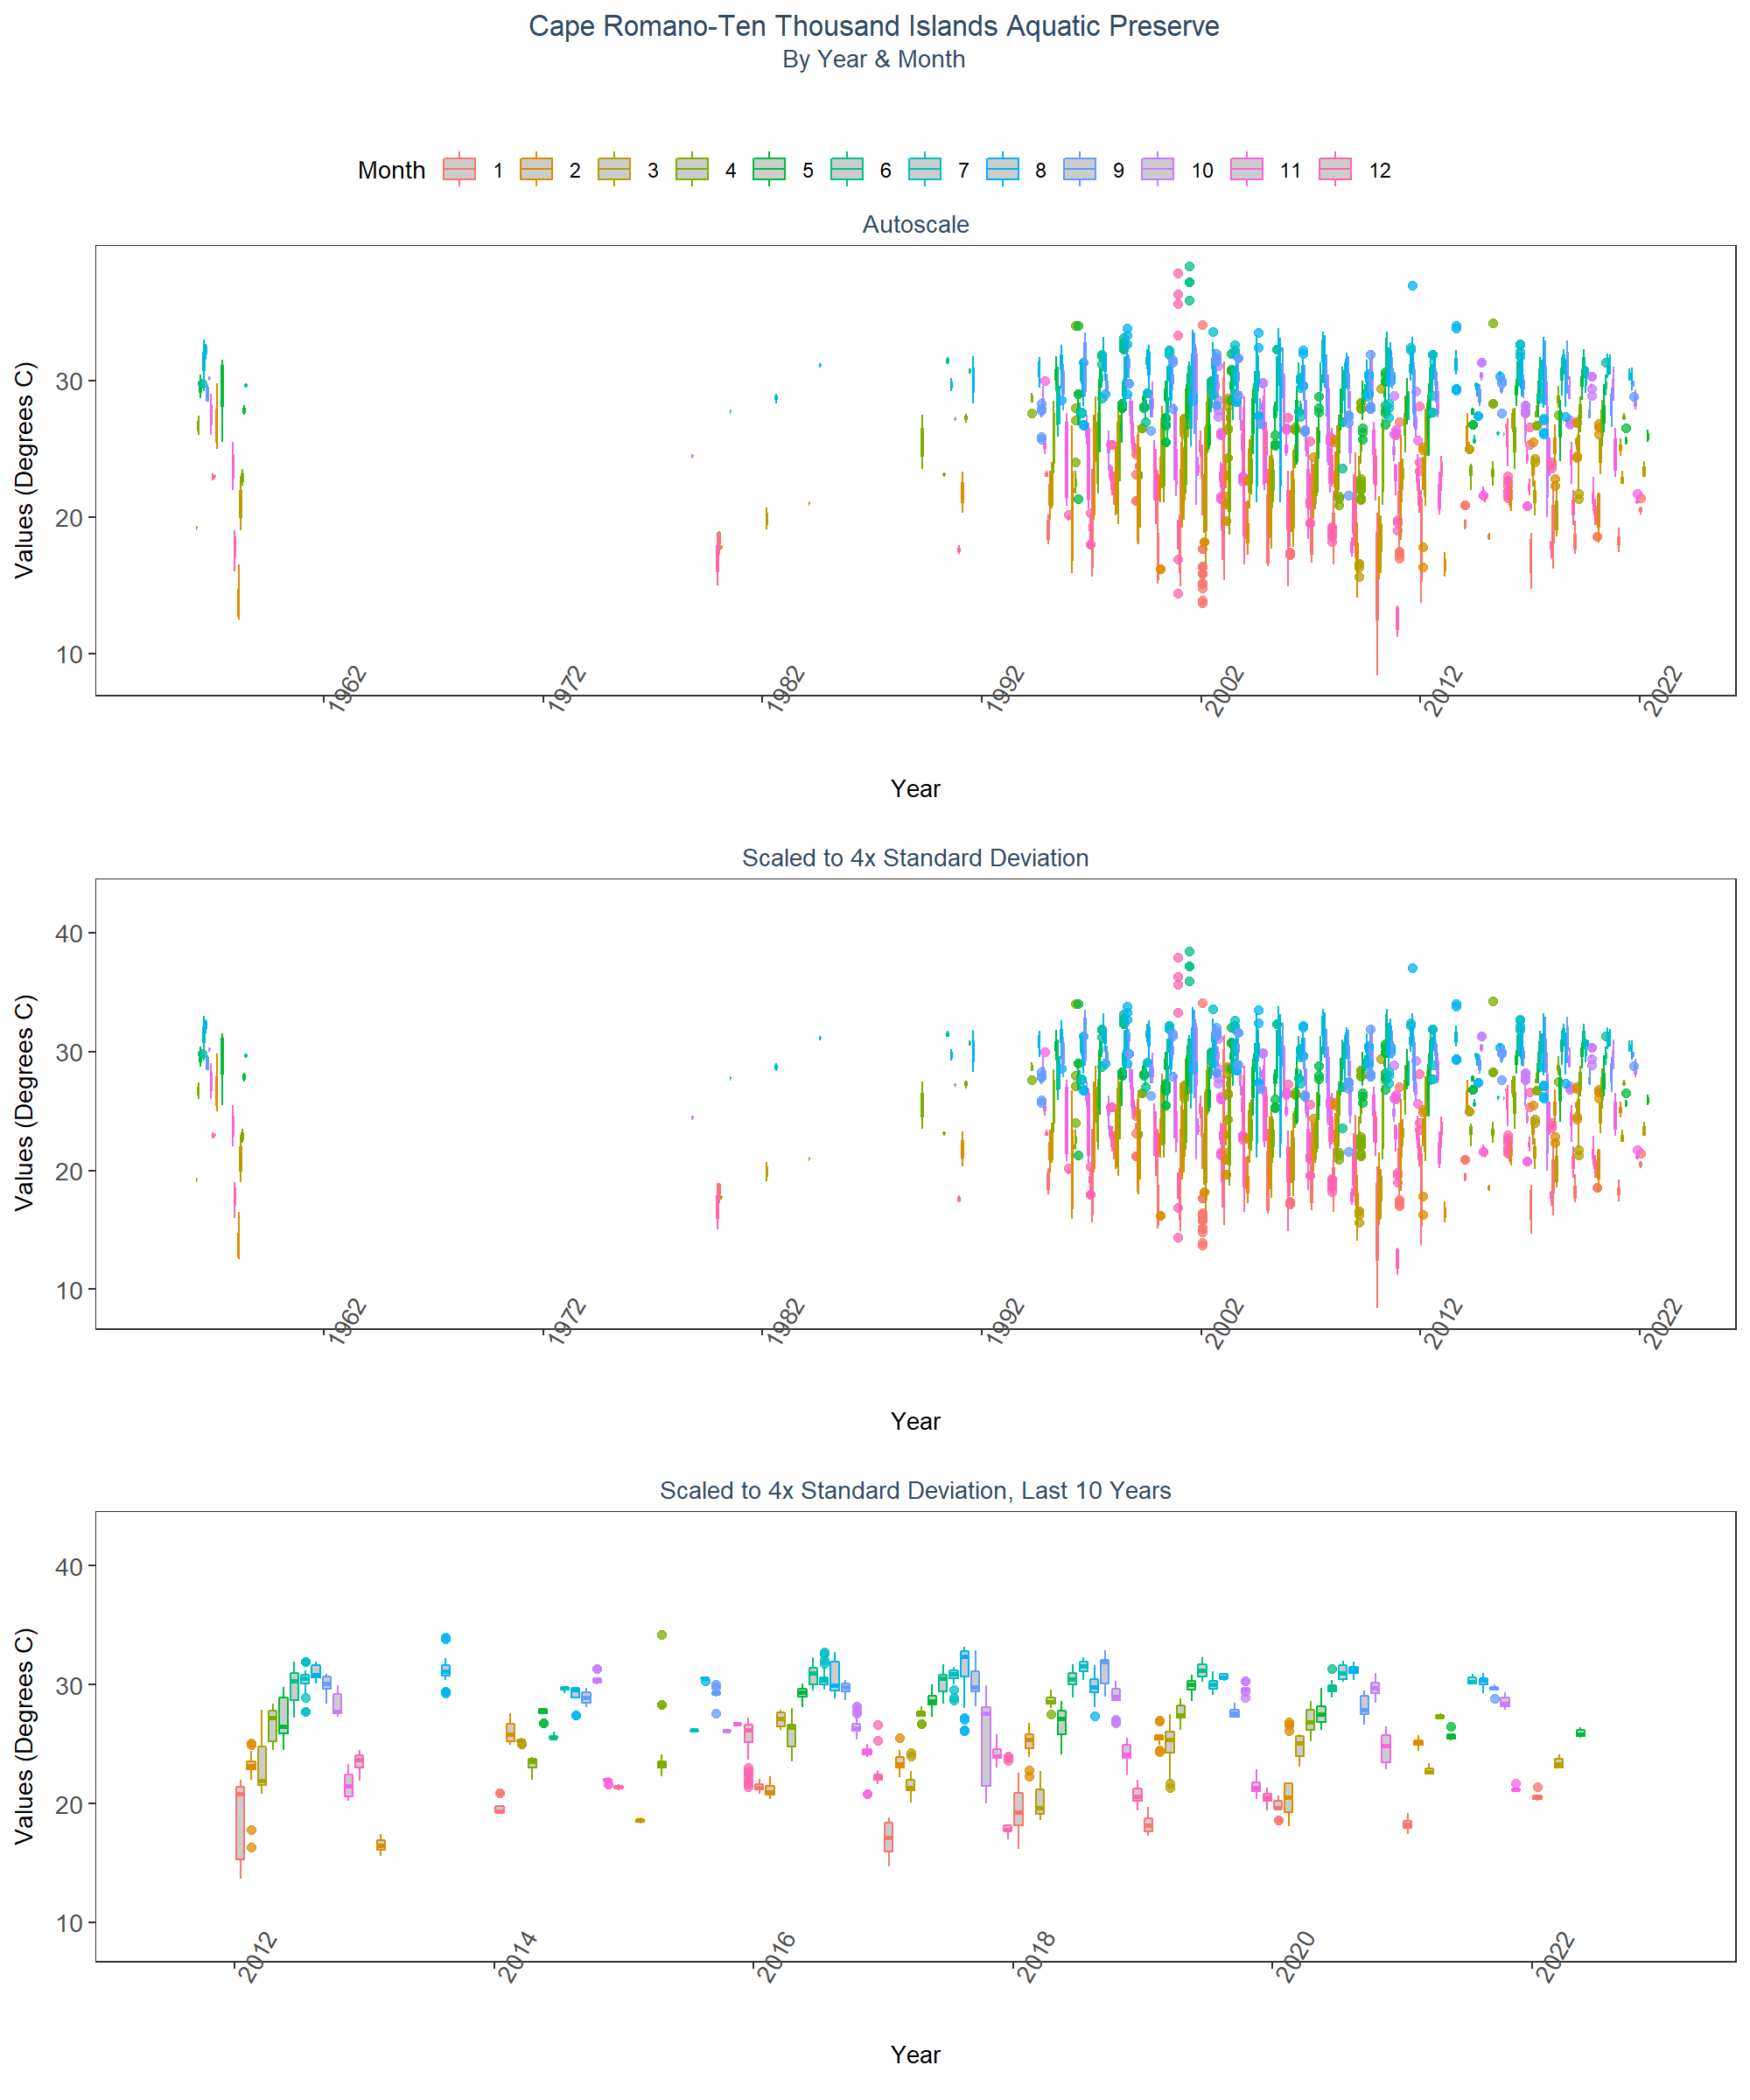 Cape Romano-Ten Thousand Islands Aquatic Preserve
By Year & Month
Month 1 2 3 4 5 6 7 8 9 10 11 12
Autoscale
Values (Degrees C)
30
20
10
1962 1972 1982 1992 2002 2012 2022
Year
Scaled to 4x Standard Deviation
Values (Degrees C)
40
30
20
10
1962 1972 1982 1992 2002 2012 2022
Year
Scaled to 4x Standard Deviation, Last 10 Years
Values (Degrees C)
40
30
20
10
2012 2014 2016 2018 2020 2022
Year